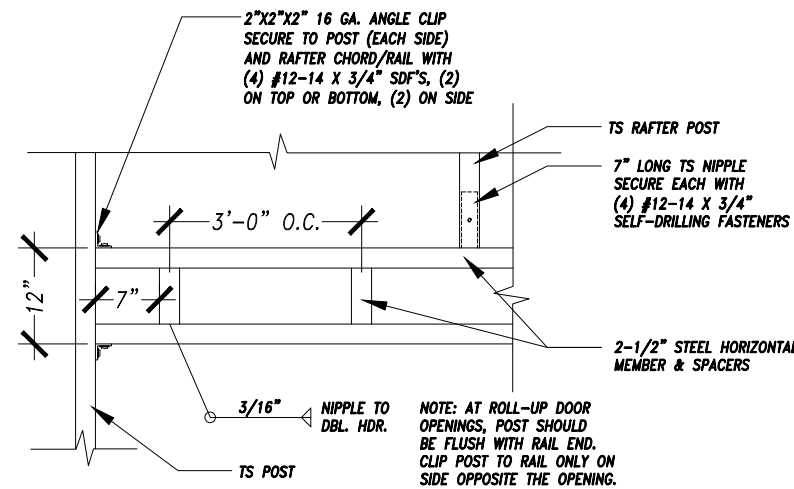 2"X2"X2" 16 GA. ANGLE CLIP
SECURE TO POST (EACH SIDE)
AND RAFTER CHORD/RAIL WITH
(4) #12-14 X 3/4" SDF'S, (2)
ON TOP OR BOTTOM, (2) ON SIDE
TS RAFTER POST
7" LONG TS NIPPLE
SECURE EACH WITH
(4) #12-14 X 3/4"
SELF-DRILLING FASTENERS
3'-0" O.C.
12"
7"
2-1/2" STEEL HORIZONTAL
MEMBER & SPACERS
3/16"
NIPPLE TO
DBL. HDR.
NOTE: AT ROLL-UP DOOR
OPENINGS, POST SHOULD
BE FLUSH WITH RAIL END.
CLIP POST TO RAIL ONLY ON
SIDE OPPOSITE THE OPENING.
TS POST